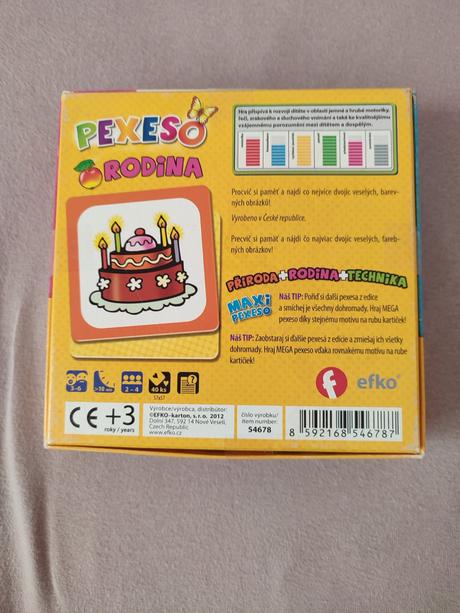 PEXESO
RODINA
Hra přispívá k rozvoji dítěte v oblasti jemné a hrubé motoriky,
řeči, zrakového a sluchového vnímání a také ke kvalitnějšímu
vzájemnému porozumění mezi dítětem a dospělým.
Procvič si paměť a najdi co nejvíce dvojic veselých, barev-
ných obrázků!
Vyrobeno v České republice.
Precvič si pamäť a nájdi čo najviac dvojíc veselých, fareb-
ných obrázkov!
PŘÍRODA+RODINA+TECHNIKA
MAXI
PEXESO
Náš TIP: Pořiď si další pexesa z edice
a smíchej je všechny dohromady. Hraj MEGA
pexeso díky stejnému motivu na rubu kartiček!
Náš TIP: Zaobstaraj si ďalšie pexesa z edície a zmiešaj ich všetky
dohromady. Hraj MEGA pexeso vďaka rovnakému motívu na rubu
kartičiek!
f efko
3–6
>10 min
2 – 4
40 ks
57x57
CE +3
roky / years
Výrobce/výrobca, distributor:
©EFKO-karton, s. r. o. 2012
Dolní 347, 592 14 Nové Veselí,
Czech Republic
www.efko.cz
číslo výrobku/
item number:
54678
8 592168 546787